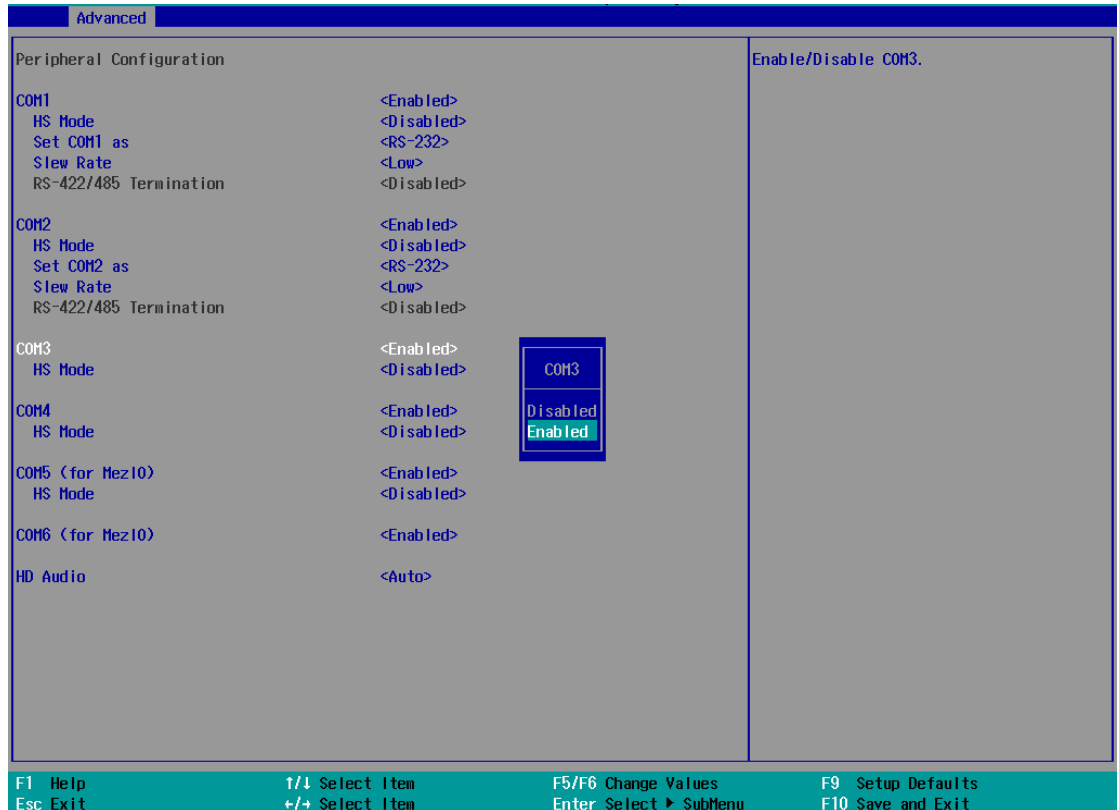 Advanced
Peripheral Configuration
Enable/Disable COM3.
COM1 <Enabled>
HS Mode <Disabled>
Set COM1 as <RS-232>
Slew Rate <Low>
RS-422/485 Termination <Disabled>
COM2 <Enabled>
HS Mode <Disabled>
Set COM2 as <RS-232>
Slew Rate <Low>
RS-422/485 Termination <Disabled>
COM3 <Enabled>
HS Mode <Disabled>
COM4 <Enabled>
HS Mode <Disabled>
COM5 (for MezIO) <Enabled>
HS Mode <Disabled>
COM6 (for MezIO) <Enabled>
HD Audio <Auto>
COM3
Disabled
Enabled
F1 Help ↑/↓ Select Item F5/F6 Change Values F9 Setup Defaults
Esc Exit ←/→ Select Item Enter Select ▶ SubMenu F10 Save and Exit